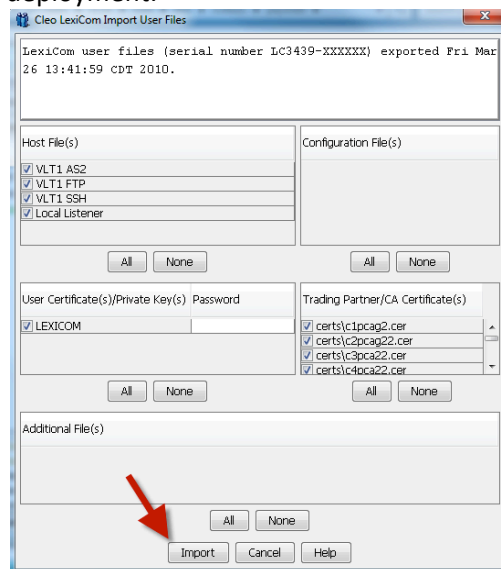 deployment.
Cleo LexiCom Import User Files
LexiCom user files (serial number LC3439-XXXXXX) exported Fri Mar
26 13:41:59 CDT 2010.
Host File(s)
Configuration File(s)
VLT1 AS2
VLT1 FTP
VLT1 SSH
Local Listener
All None
All None
User Certificate(s)/Private Key(s) Password
Trading Partner/CA Certificate(s)
LEXICOM
certs\c1pcag2.cer
certs\c2pcag22.cer
certs\c3pca22.cer
certs\c4pca22.cer
All None
All None
Additional File(s)
All None
Import Cancel Help